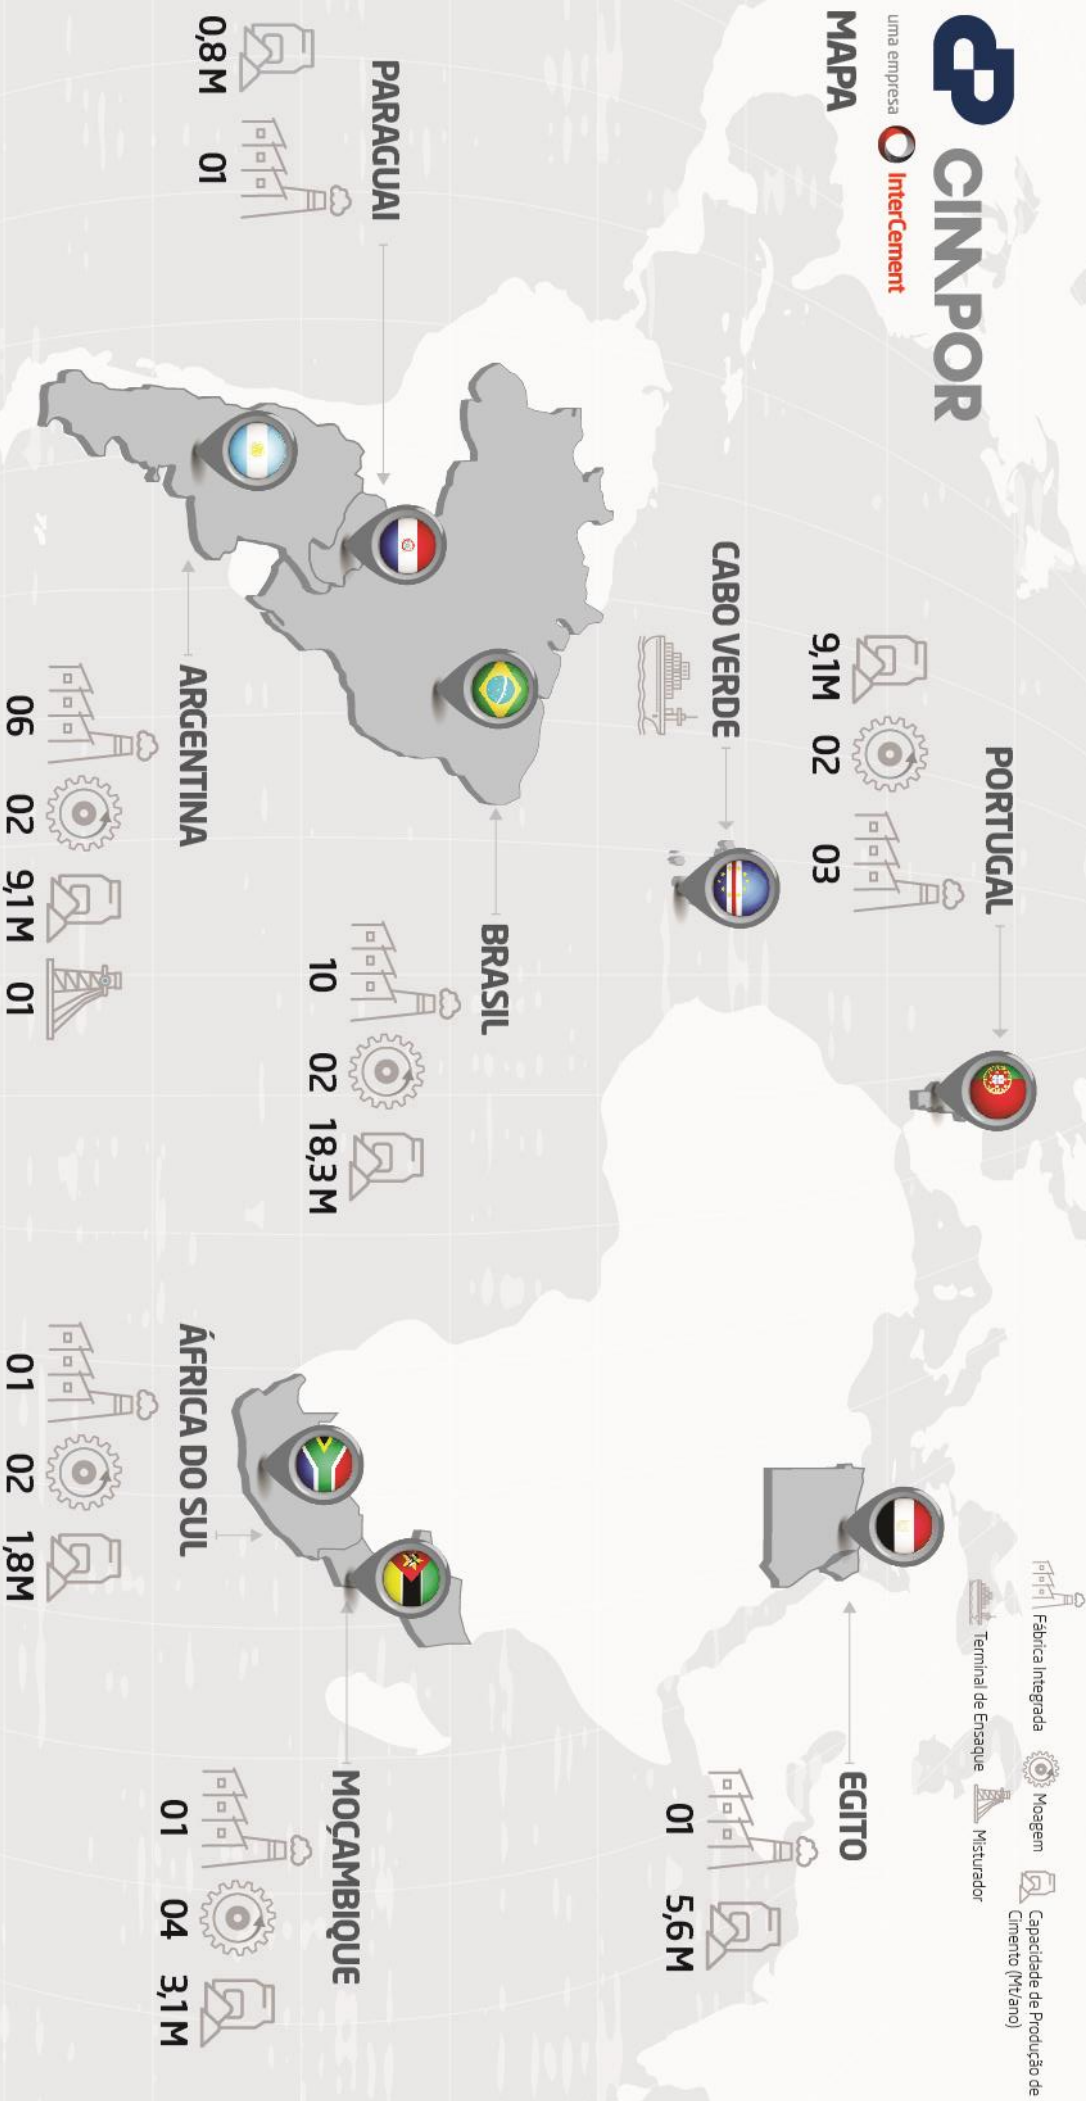 CIMPOR
uma empresa InterCement
MAPA
Fábrica Integrada
Moagem
Capacidade de Produção de
Cimento (Mt/ano)
Terminal de Ensaque
Misturador
PORTUGAL
9,1M 02 03
CABO VERDE
EGITO
01 5,6M
PARAGUAI
0,8M 01
BRASIL
10 02 18,3M
MOÇAMBIQUE
01 04 3,1M
ARGENTINA
06 02 9,1M 01
ÁFRICA DO SUL
01 02 1,8M